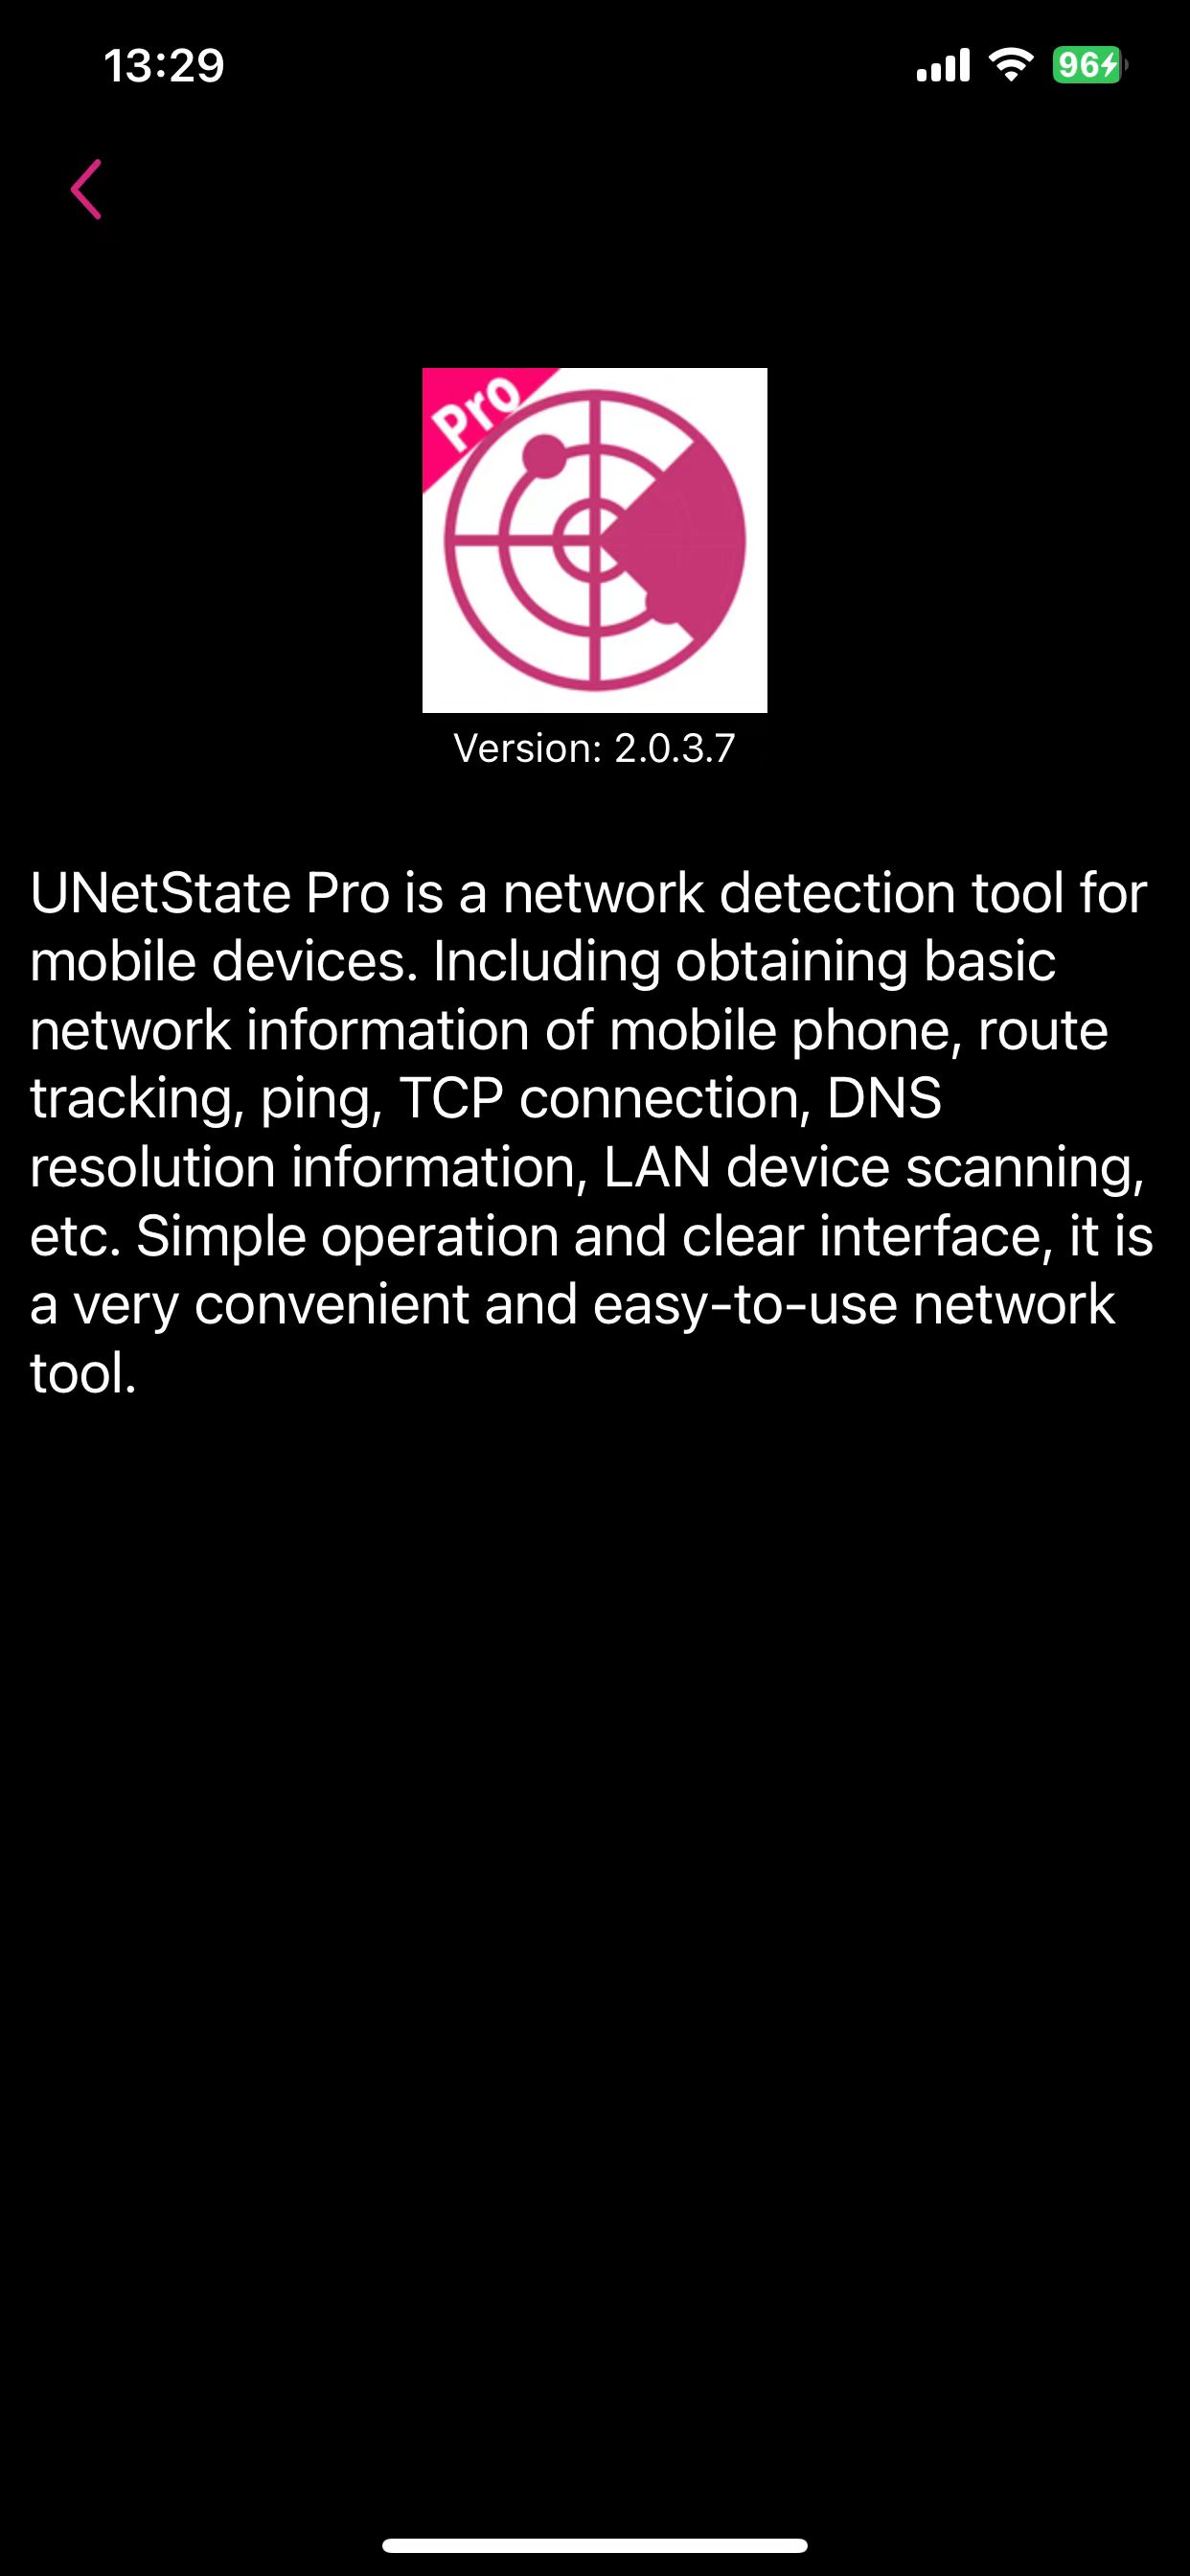 13:29
96
Pro
Version: 2.0.3.7
UNetState Pro is a network detection tool for
mobile devices. Including obtaining basic
network information of mobile phone, route
tracking, ping, TCP connection, DNS
resolution information, LAN device scanning,
etc. Simple operation and clear interface, it is
a very convenient and easy-to-use network
tool.